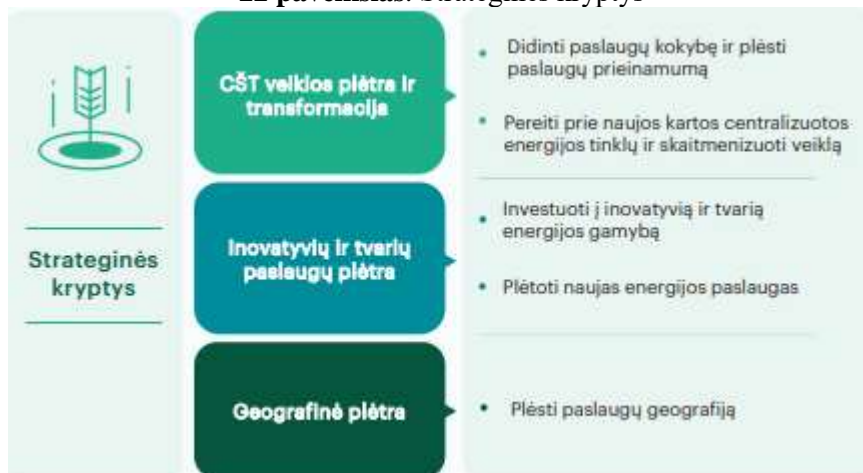 Strateginės
kryptys
CŠT veiklos plėtra ir
transformacija
Didinti paslaugų kokybę ir plėsti
paslaugų prieinamumą
Pereiti prie naujos kartos centralizuotos
energijos tinklų ir skaitmenizuoti veiklą
Inovatyvių ir tvarių
paslaugų plėtra
Investuoti į inovatyvią ir tvarią
energijos gamybą
Plėtoti naujas energijos paslaugas
Geografinė plėtra
Plėsti paslaugų geografiją